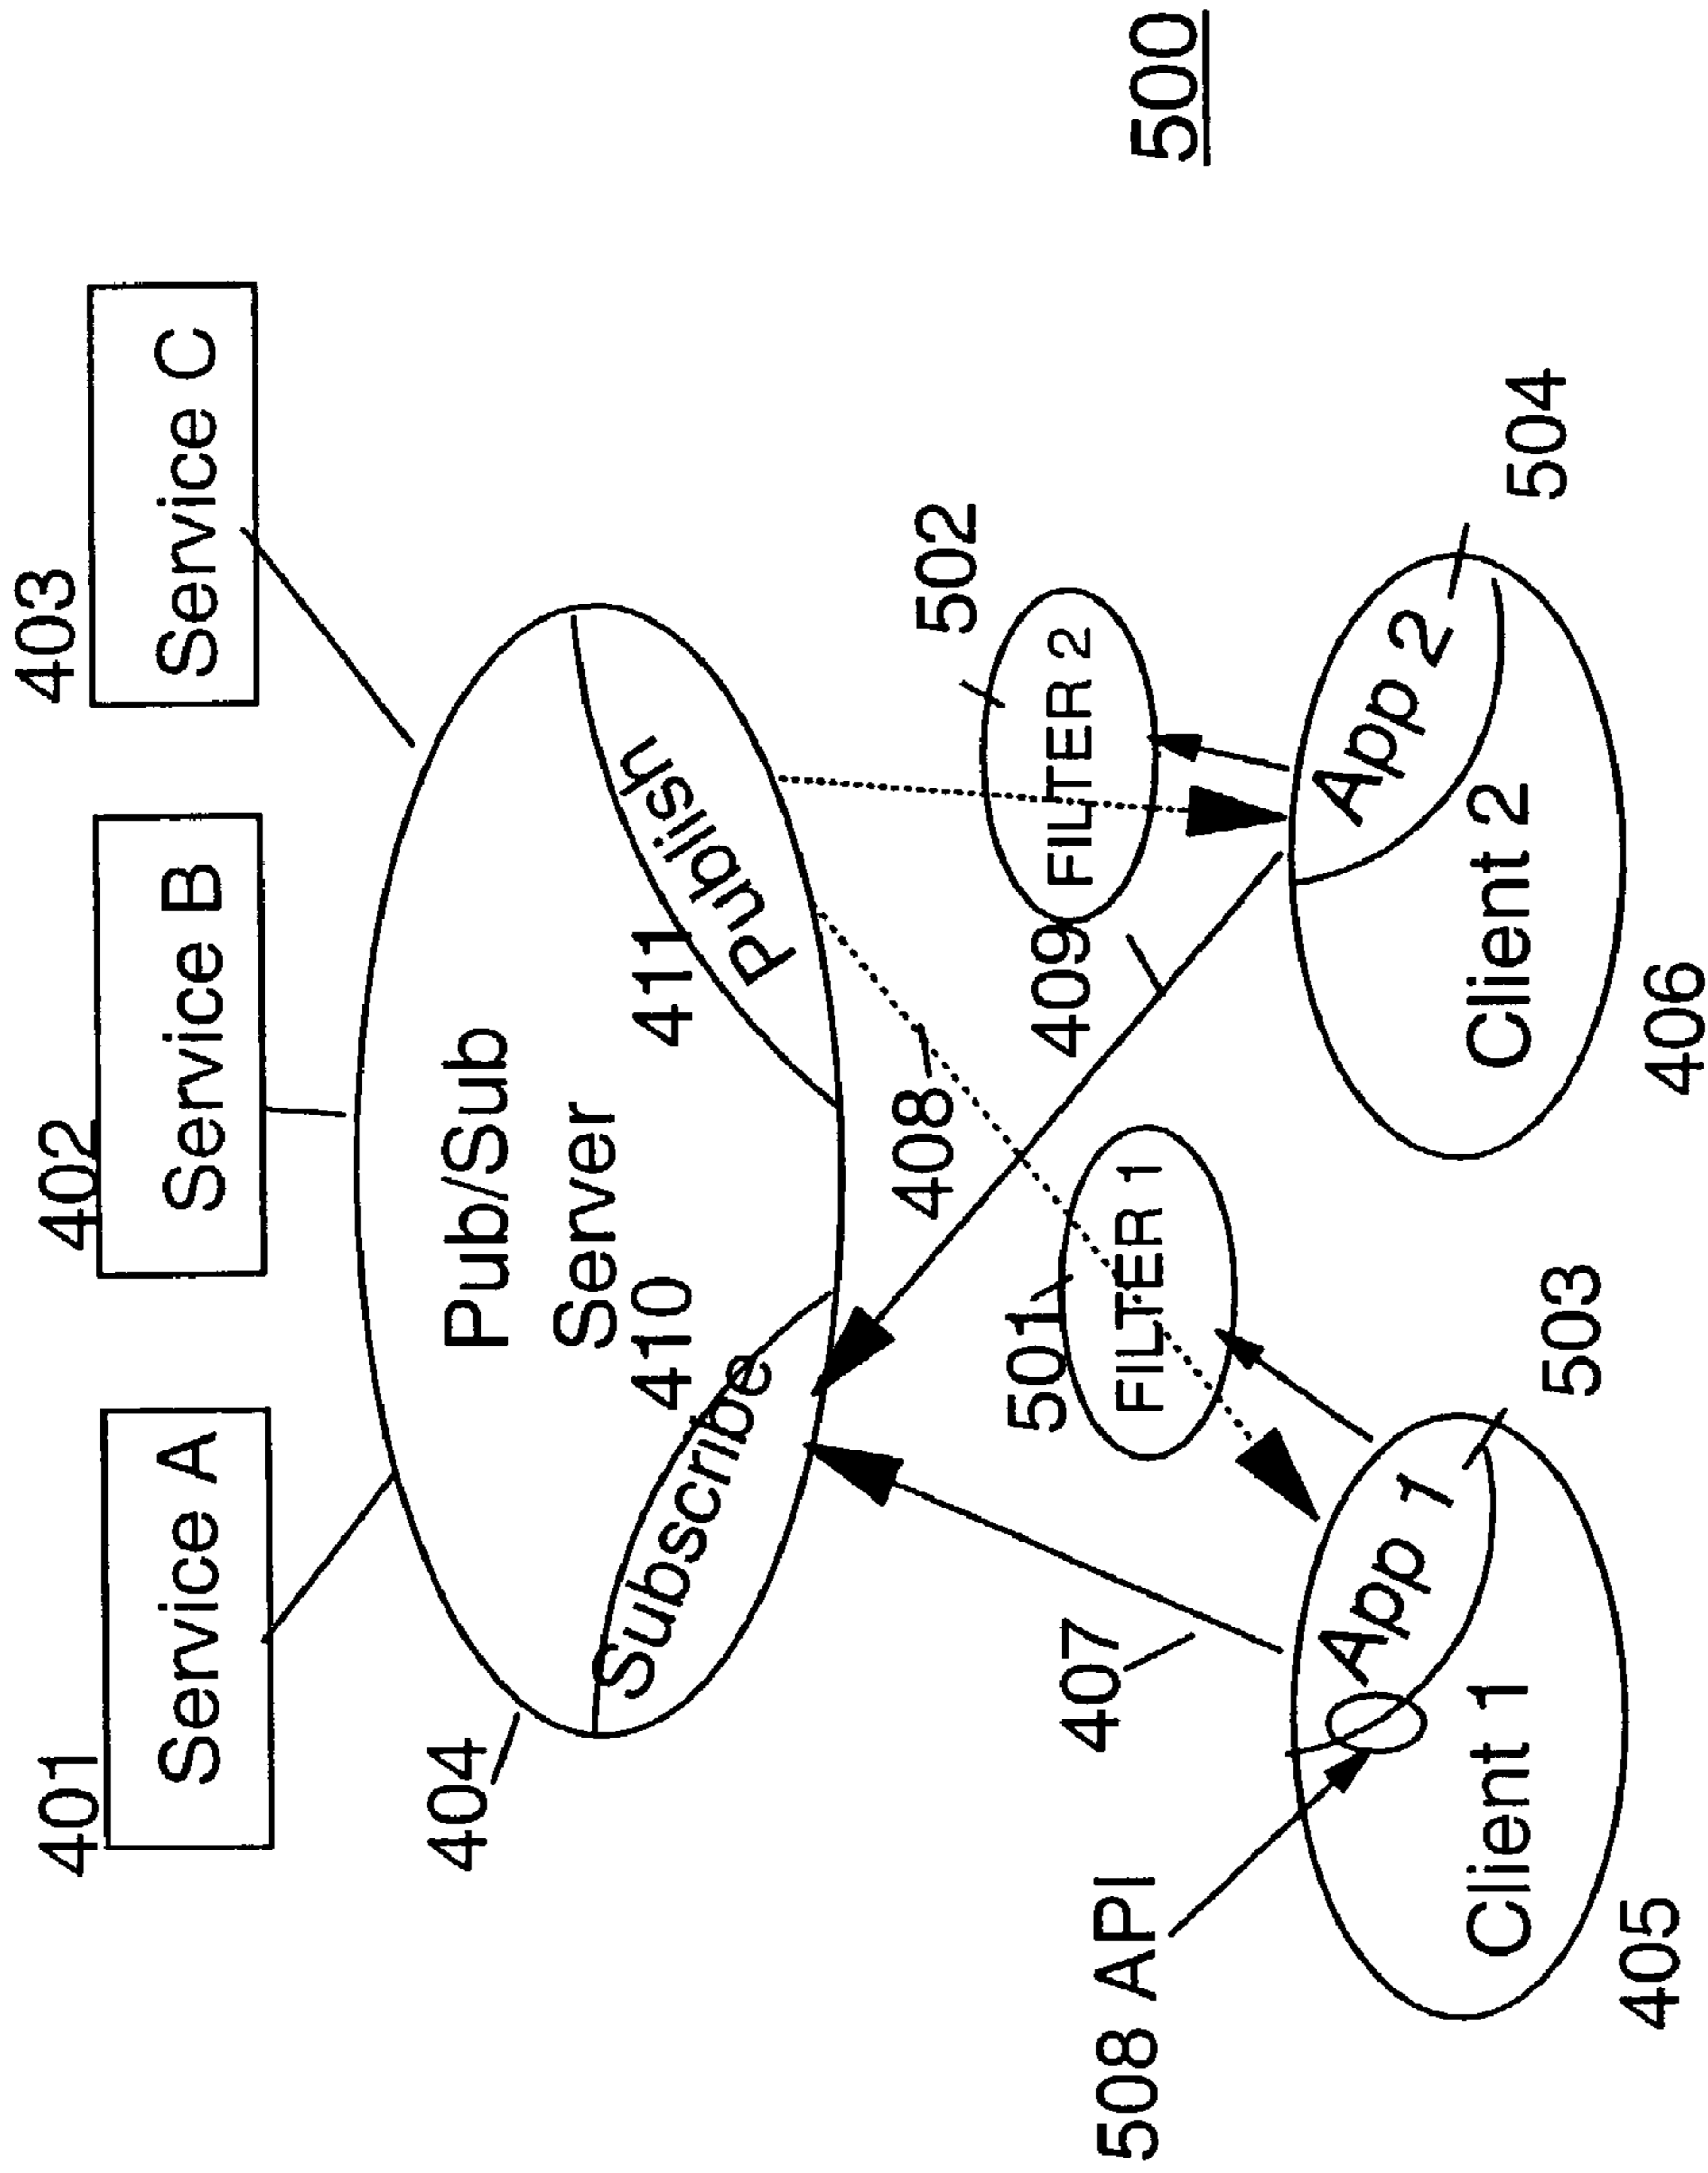 401
402
403
Service A
Service B
Service C
404
Pub/Sub
Server
410
411
Subscribe
Publish
408
502
501
409
FILTER 1
FILTER 2
407
508 API
500
App 1
App 2
Client 1
Client 2
503
504
405
406